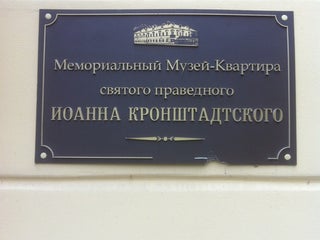 Мемориальный Музей-Квартира
святого праведного
ИОАННА КРОНШТАДТСКОГО